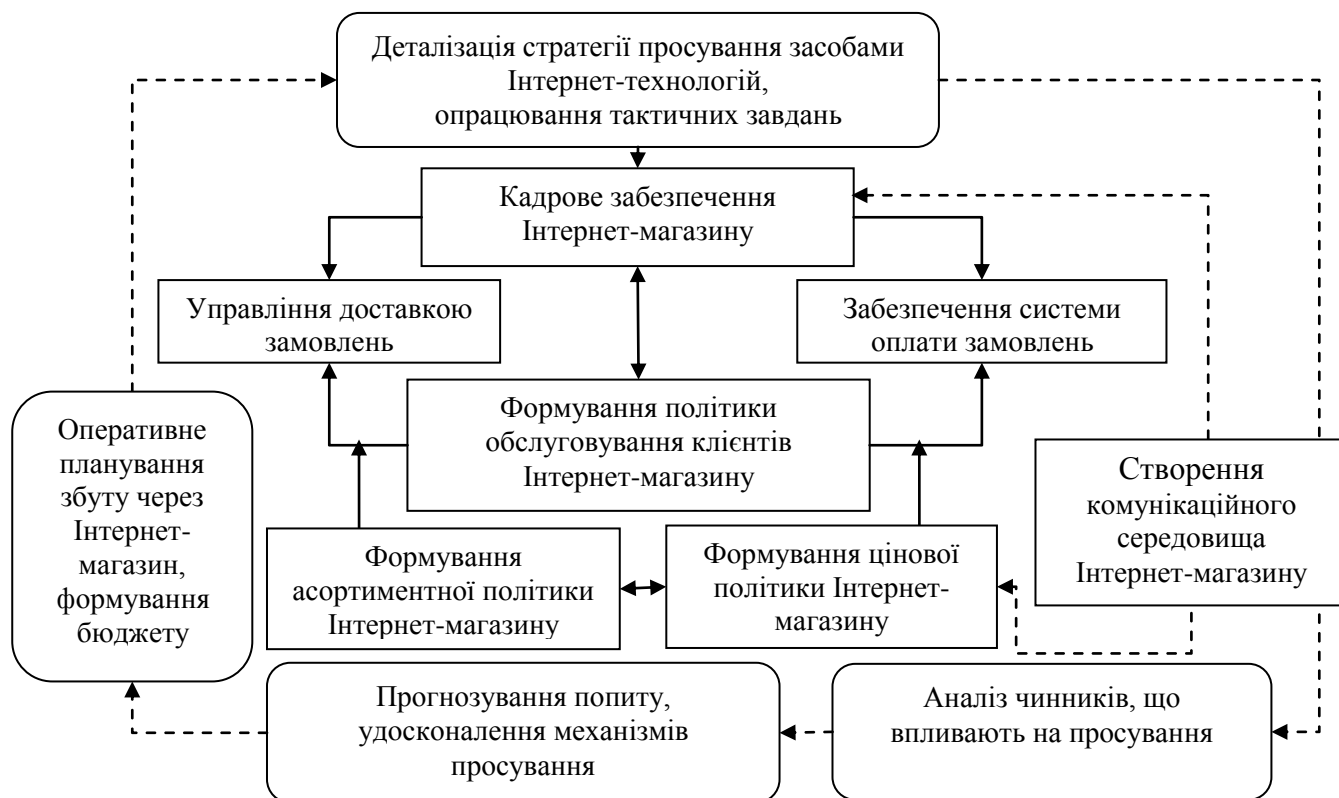 Деталізація стратегії просування засобами
Інтернет-технологій,
опрацювання тактичних завдань
Кадрове забезпечення
Інтернет-магазину
Управління доставкою
замовлень
Забезпечення системи
оплати замовлень
Формування політики
обслуговування клієнтів
Інтернет-магазину
Оперативне
планування
збуту через
Інтернет-
магазин,
формування
бюджету
Створення
комунікаційного
середовища
Інтернет-магазину
Формування
асортиментної політики
Інтернет-магазину
Формування цінової
політики Інтернет-
магазину
Прогнозування попиту,
удосконалення механізмів
просування
Аналіз чинників, що
впливають на просування